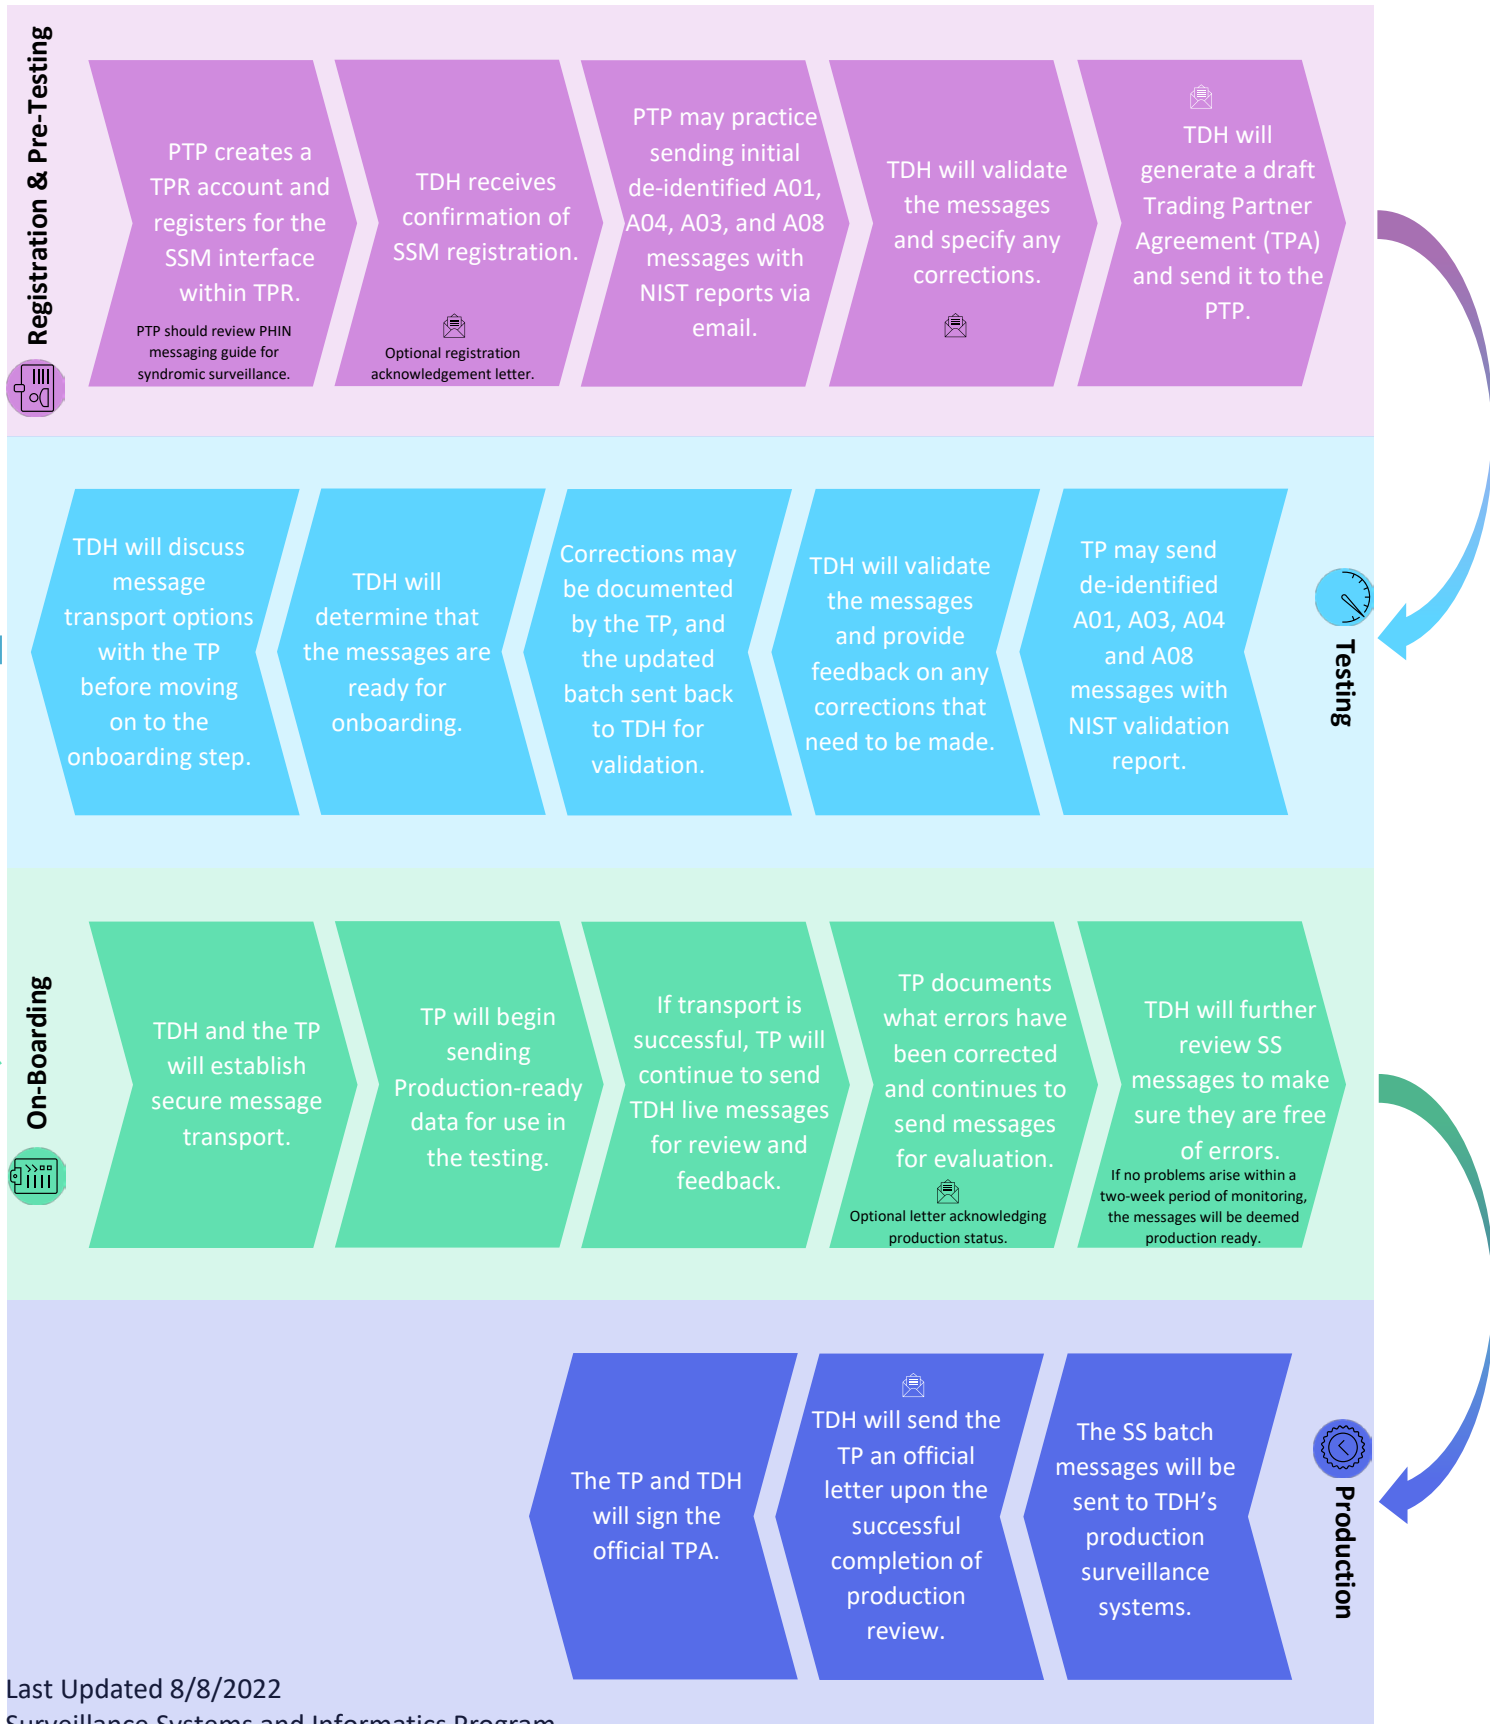 Registration & Pre-Testing
PTP creates a
TPR account and
registers for the
SSM interface
within TPR.
PTP should review PHIN
messaging guide for
syndromic surveillance.
TDH receives
confirmation of
SSM registration.
Optional registration
acknowledgement letter.
PTP may practice
sending initial
de-identified A01,
A04, A03, and A08
messages with
NIST reports via
email.
TDH will validate
the messages
and specify any
corrections.
TDH will
generate a draft
Trading Partner
Agreement (TPA)
and send it to the
PTP.
Testing
TP may send
de-identified
A01, A03, A04
and A08
messages with
NIST validation
report.
TDH will validate
the messages
and provide
feedback on any
corrections that
need to be made.
Corrections may
be documented
by the TP, and
the updated
batch sent back
to TDH for
validation.
TDH will
determine that
the messages are
ready for
onboarding.
TDH will discuss
message
transport options
with the TP
before moving
on to the
onboarding step.
On-Boarding
TDH and the TP
will establish
secure message
transport.
TP will begin
sending
Production-ready
data for use in
the testing.
If transport is
successful, TP will
continue to send
TDH live messages
for review and
feedback.
TP documents
what errors have
been corrected
and continues to
send messages
for evaluation.
Optional letter acknowledging
production status.
TDH will further
review SS
messages to make
sure they are free
of errors.
If no problems arise within a
two-week period of monitoring,
the messages will be deemed
production ready.
Production
The SS batch
messages will be
sent to TDH’s
production
surveillance
systems.
TDH will send the
TP an official
letter upon the
successful
completion of
production
review.
The TP and TDH
will sign the
official TPA.
Last Updated 8/8/2022
Surveillance Systems and Informatics Program